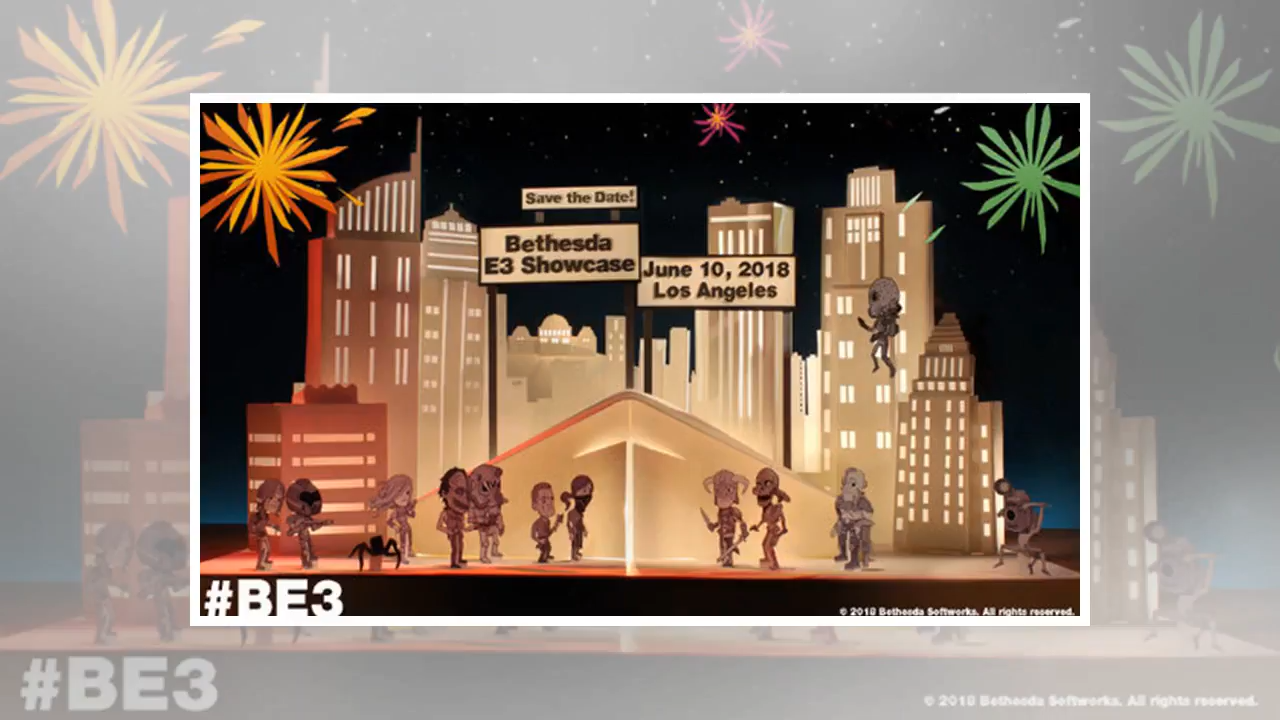 Save the Date!
Bethesda
E3 Showcase
June 10, 2018
Los Angeles
#BE3
© 2018 Bethesda Softworks. All rights reserved.
#BE3
© 2018 Bethesda Softworks. All rights reserved.